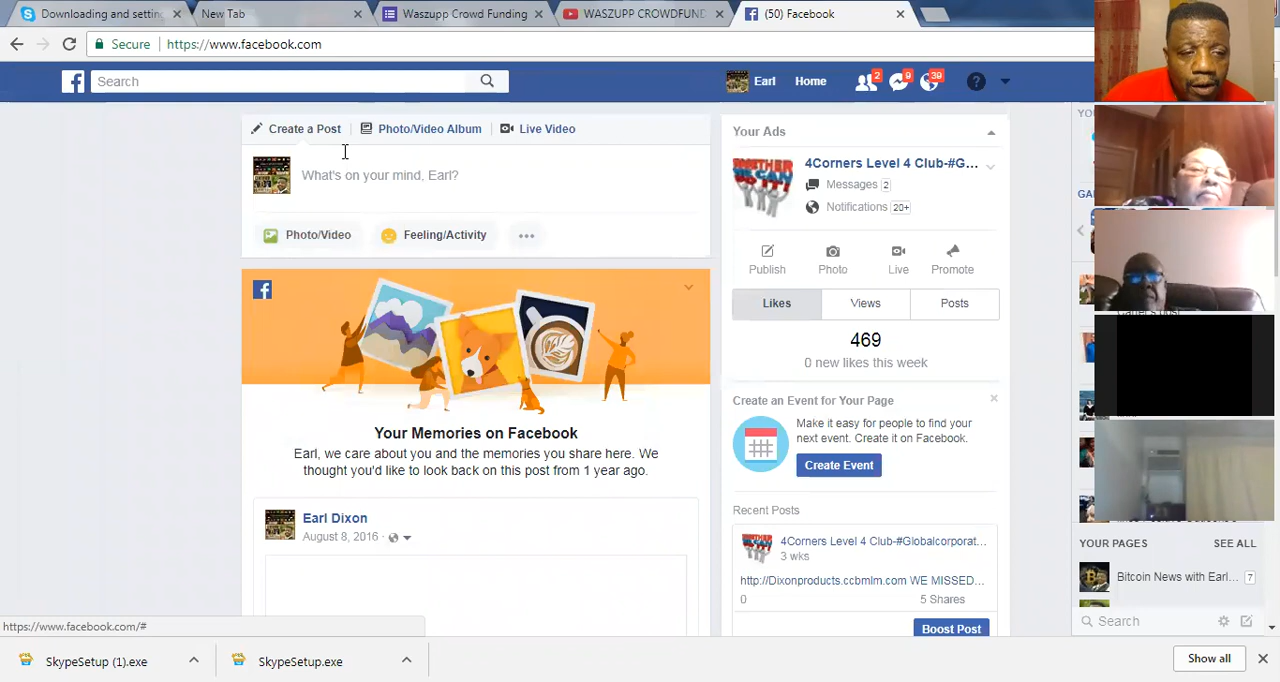 Downloading and settin
New Tab
Waszupp Crowd Funding
WASZUPP CROWDFUND
(50) Facebook
Secure
https://www.facebook.com
Search
Earl
Home
2
9
39
Create a Post
Photo/Video Album
Live Video
What's on your mind, Earl?
Photo/Video
Feeling/Activity
Your Memories on Facebook
Earl, we care about you and the memories you share here. We
thought you'd like to look back on this post from 1 year ago.
Earl Dixon
August 8, 2016
Your Ads
4Corners Level 4 Club-#G...
Messages 2
Notifications 20+
Publish
Photo
Live
Promote
Likes
Views
Posts
469
0 new likes this week
Create an Event for Your Page
Make it easy for people to find your
next event. Create it on Facebook.
Create Event
Recent Posts
4Corners Level 4 Club-#Globalcorporat...
3 wks
http://Dixonproducts.ccbmlm.com WE MISSED...
0
5 Shares
Boost Post
YOUR PAGES
SEE ALL
Bitcoin News with Earl...
7
Search
https://www.facebook.com/#
SkypeSetup (1).exe
SkypeSetup.exe
Show all